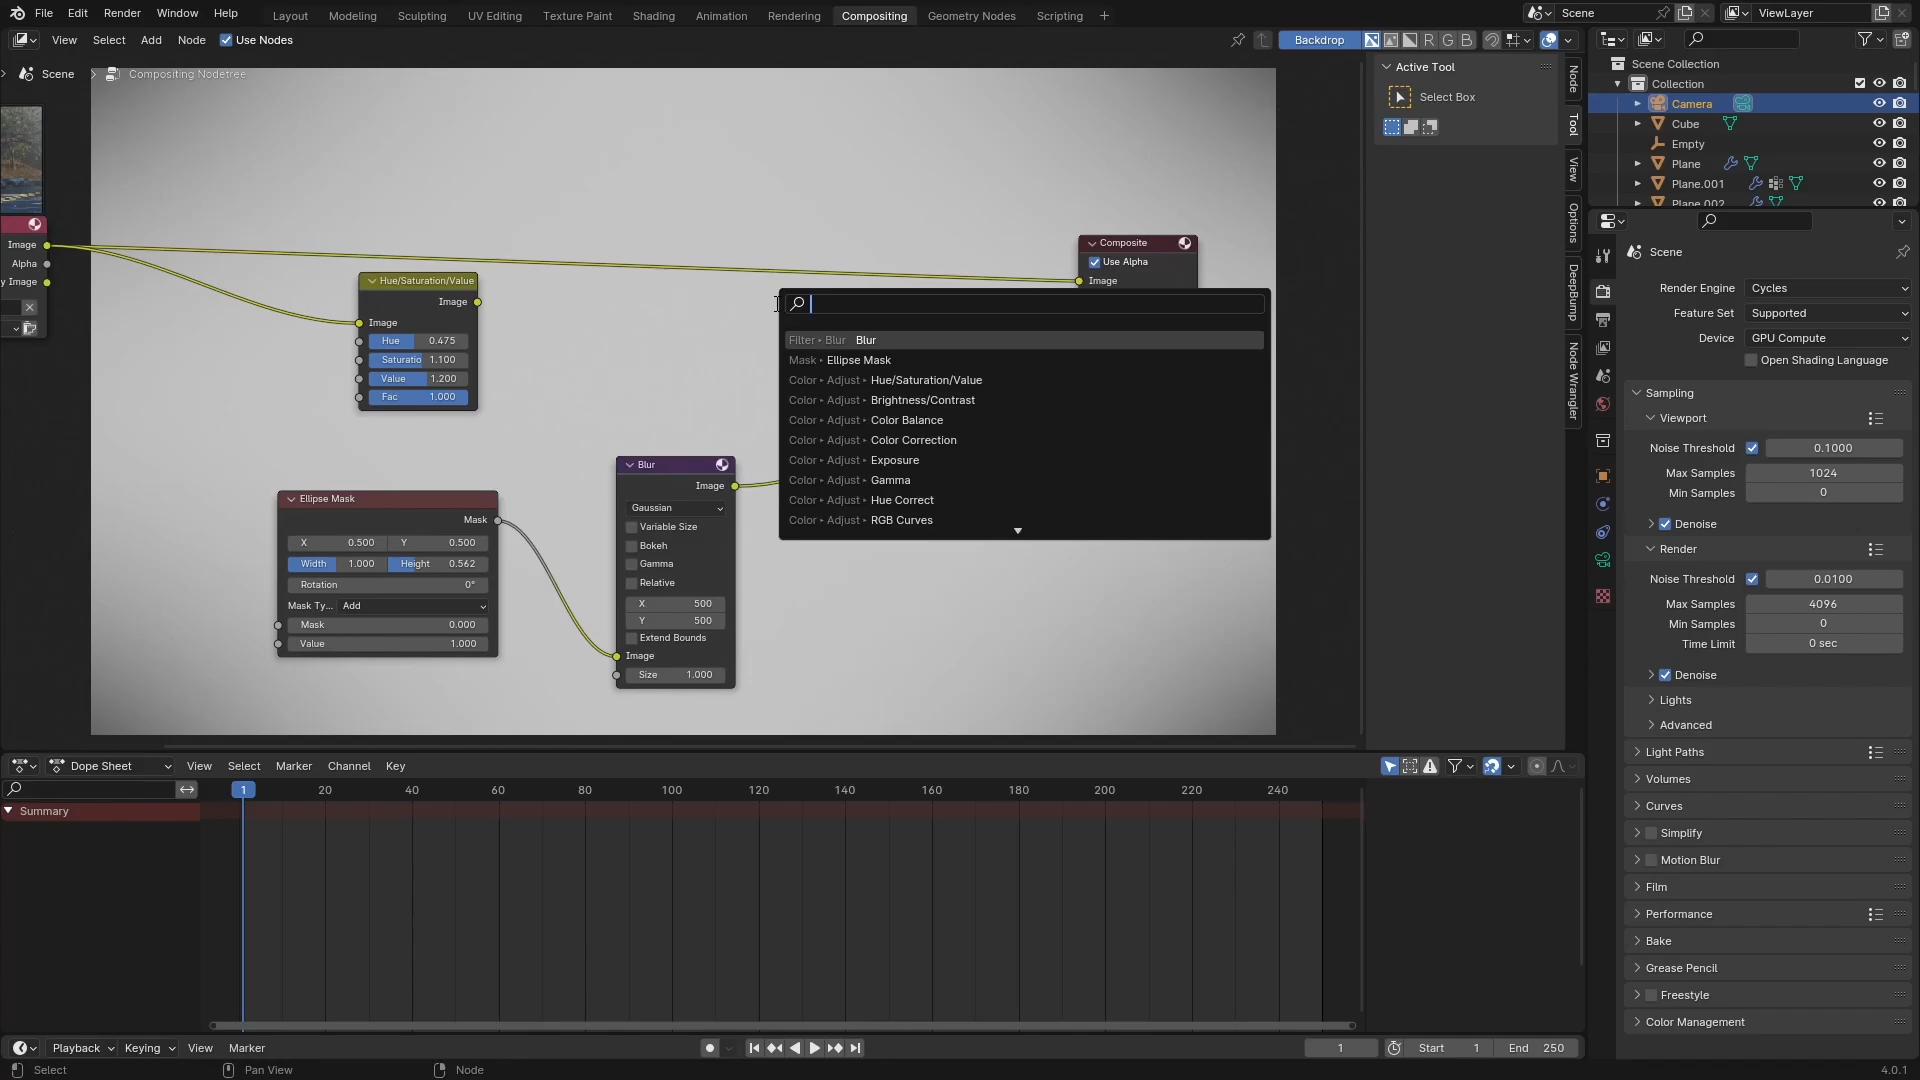 File Edit Render Window Help Layout Modeling Sculpting UV Editing Texture Paint Shading Animation Rendering Compositing Geometry Nodes Scripting + Scene ViewLayer
View Select Add Node Use Nodes Backdrop R G B
Scene Compositing Nodetree
Active Tool
Select Box
Node
Tool
View
Options
DeepBump
Node Wrangler
Image
Alpha
y Image
Hue/Saturation/Value
Image
Image
Hue 0.475
Saturatio 1.100
Value 1.200
Fac 1.000
Composite
Use Alpha
Image
Filter ▸ Blur Blur
Mask ▸ Ellipse Mask
Color ▸ Adjust ▸ Hue/Saturation/Value
Color ▸ Adjust ▸ Brightness/Contrast
Color ▸ Adjust ▸ Color Balance
Color ▸ Adjust ▸ Color Correction
Color ▸ Adjust ▸ Exposure
Color ▸ Adjust ▸ Gamma
Color ▸ Adjust ▸ Hue Correct
Color ▸ Adjust ▸ RGB Curves
Ellipse Mask
Mask
X 0.500 Y 0.500
Width 1.000 Height 0.562
Rotation 0°
Mask Ty... Add
Mask 0.000
Value 1.000
Blur
Image
Gaussian
Variable Size
Bokeh
Gamma
Relative
X 500
Y 500
Extend Bounds
Image
Size 1.000
Dope Sheet View Select Marker Channel Key
1 20 40 60 80 100 120 140 160 180 200 220 240
Summary
Playback Keying View Marker 1 Start 1 End 250
Select Pan View Node 4.0.1
Scene Collection
Collection
Camera
Cube
Empty
Plane
Plane.001
Plane.002
Scene
Render Engine Cycles
Feature Set Supported
Device GPU Compute
Open Shading Language
Sampling
Viewport
Noise Threshold 0.1000
Max Samples 1024
Min Samples 0
Denoise
Render
Noise Threshold 0.0100
Max Samples 4096
Min Samples 0
Time Limit 0 sec
Denoise
Lights
Advanced
Light Paths
Volumes
Curves
Simplify
Motion Blur
Film
Performance
Bake
Grease Pencil
Freestyle
Color Management